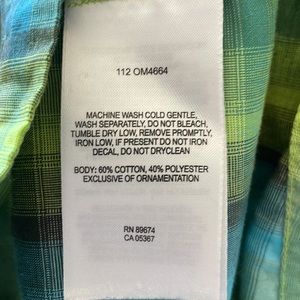 112 OM4664
MACHINE WASH COLD GENTLE,
WASH SEPARATELY, DO NOT BLEACH,
TUMBLE DRY LOW, REMOVE PROMPTLY,
IRON LOW, IF PRESENT DO NOT IRON
DECAL, DO NOT DRYCLEAN
BODY: 60% COTTON, 40% POLYESTER
EXCLUSIVE OF ORNAMENTATION
RN 89674
CA 05367